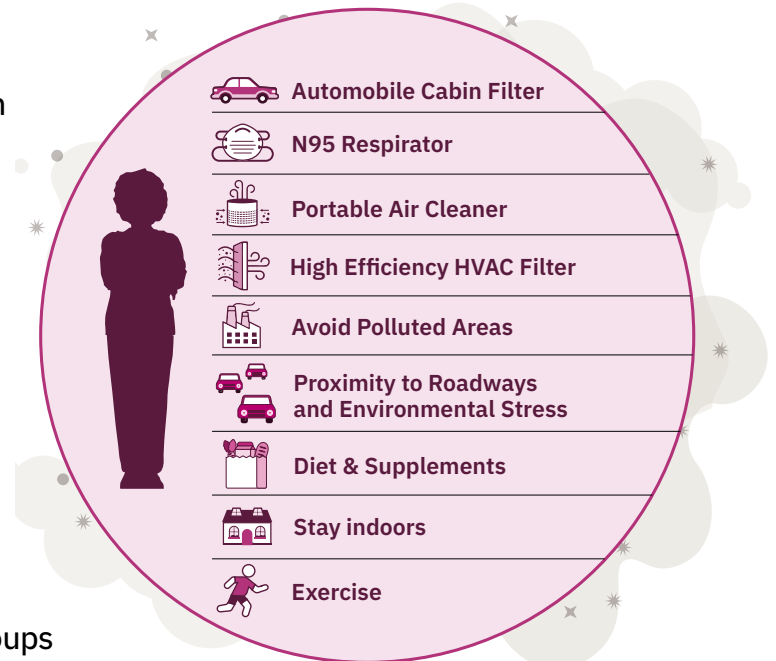 Automobile Cabin Filter
N95 Respirator
Portable Air Cleaner
High Efficiency HVAC Filter
Avoid Polluted Areas
Proximity to Roadways
and Environmental Stress
Diet & Supplements
Stay indoors
Exercise